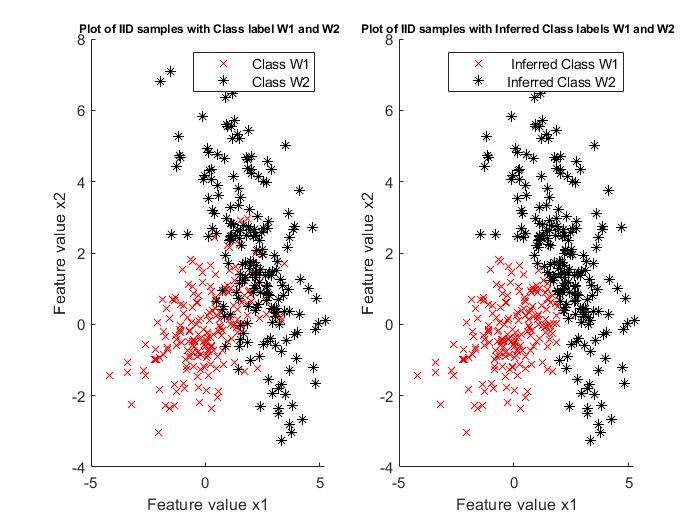 Plot of IID samples with Class label W1 and W2
Class W1
Class W2
8
6
4
2
0
-2
-4
-5
0
5
Feature value x2
Feature value x1
Plot of IID samples with Inferred Class labels W1 and W2
Inferred Class W1
Inferred Class W2
8
6
4
2
0
-2
-4
-5
0
5
Feature value x2
Feature value x1